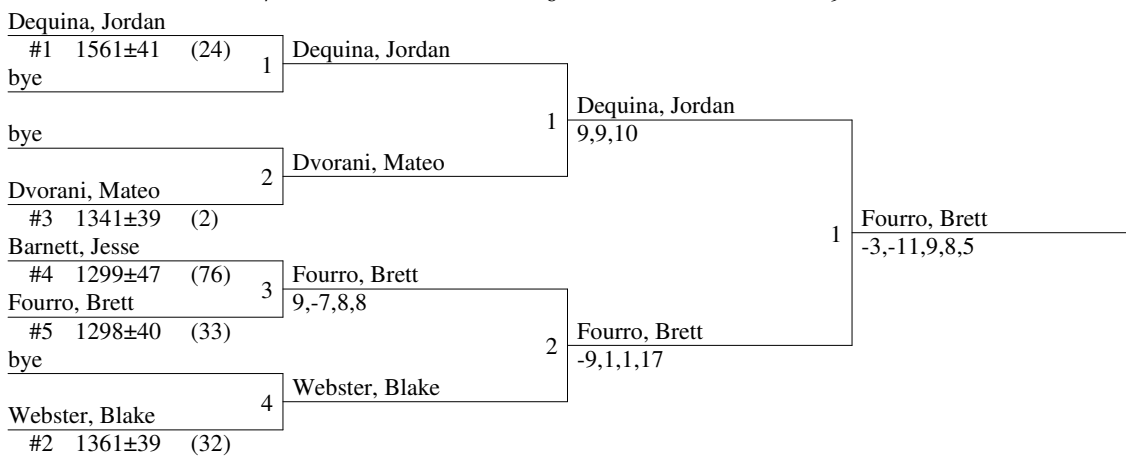 Dequina, Jordan
#1 1561±41 (24)
bye
1
Dequina, Jordan
bye
2
Dvorani, Mateo
Dvorani, Mateo
#3 1341±39 (2)
1
Dequina, Jordan
9,9,10
Barnett, Jesse
#4 1299±47 (76)
3
Fourro, Brett
9,-7,8,8
Fourro, Brett
#5 1298±40 (33)
bye
4
Webster, Blake
Webster, Blake
#2 1361±39 (32)
2
Fourro, Brett
-9,1,1,17
1
Fourro, Brett
-3,-11,9,8,5